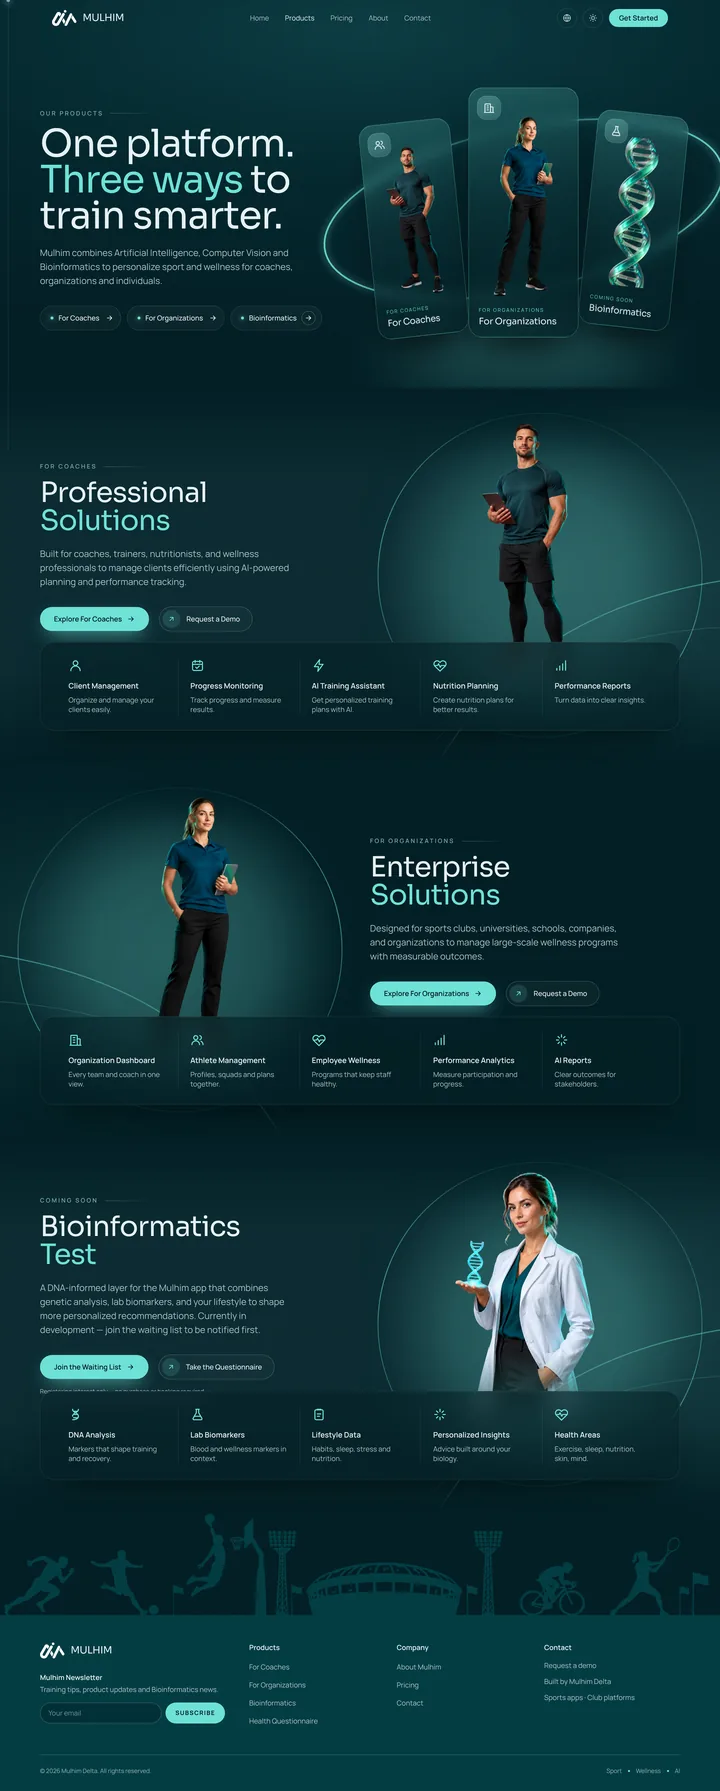 MULHIM
Home
Products
Pricing
About
Contact
Get Started
OUR PRODUCTS
One platform.
Three ways to
train smarter.
Mulhim combines Artificial Intelligence, Computer Vision and
Bioinformatics to personalize sport and wellness for coaches,
organizations and individuals.
For Coaches →
For Organizations →
Bioinformatics →
FOR COACHES
For Coaches
FOR ORGANIZATIONS
For Organizations
COMING SOON
Bioinformatics
FOR COACHES
Professional
Solutions
Built for coaches, trainers, nutritionists, and wellness
professionals to manage clients efficiently using AI-powered
planning and performance tracking.
Explore For Coaches →
Request a Demo
Client Management
Organize and manage your
clients easily.
Progress Monitoring
Track progress and measure
results.
AI Training Assistant
Get personalized training
plans with AI.
Nutrition Planning
Create nutrition plans for
better results.
Performance Reports
Turn data into clear insights.
FOR ORGANIZATIONS
Enterprise
Solutions
Designed for sports clubs, universities, schools, companies,
and organizations to manage large-scale wellness programs
with measurable outcomes.
Explore For Organizations →
Request a Demo
Organization Dashboard
Every team and coach in one
view.
Athlete Management
Profiles, squads and plans
together.
Employee Wellness
Programs that keep staff
healthy.
Performance Analytics
Measure participation and
progress.
AI Reports
Clear outcomes for
stakeholders.
COMING SOON
Bioinformatics
Test
A DNA-informed layer for the Mulhim app that combines
genetic analysis, lab biomarkers, and your lifestyle to shape
more personalized recommendations. Currently in
development — join the waiting list to be notified first.
Join the Waiting List →
Take the Questionnaire
DNA Analysis
Markers that shape training
and recovery.
Lab Biomarkers
Blood and wellness markers in
context.
Lifestyle Data
Habits, sleep, stress and
nutrition.
Personalized Insights
Advice built around your
biology.
Health Areas
Exercise, sleep, nutrition,
skin, mind.
MULHIM
Mulhim Newsletter
Training tips, product updates and Bioinformatics news.
Your email
SUBSCRIBE
Products
For Coaches
For Organizations
Bioinformatics
Health Questionnaire
Company
About Mulhim
Pricing
Contact
Contact
Request a demo
Built by Mulhim Delta
Sports apps · Club platforms
© 2026 Mulhim Delta. All rights reserved.
Sport • Wellness • AI